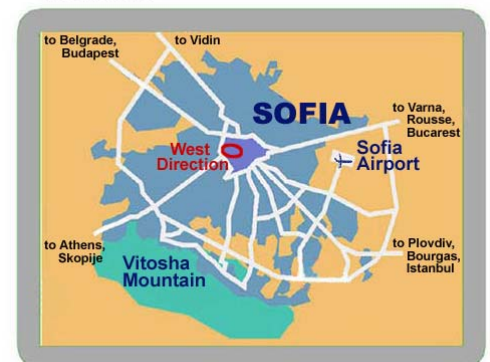 to Belgrade,
Budapest
to Vidin
SOFIA
to Varna,
Rousse,
Bucarest
West
Direction
Sofia
Airport
to Athens,
Skopije
Vitosha
Mountain
to Plovdiv,
Bourgas,
Istanbul